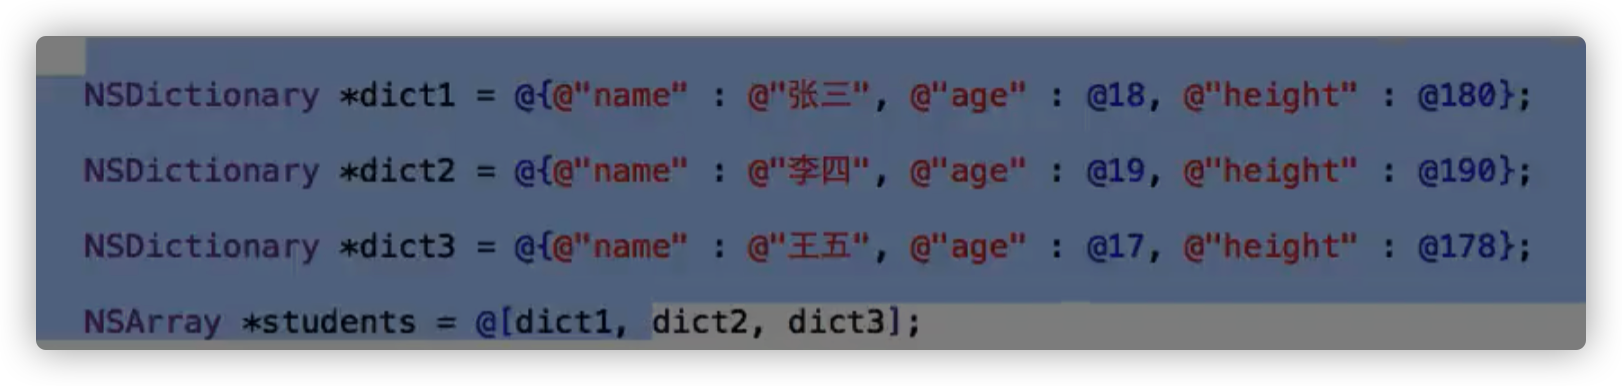 NSDictionary *dict1 = @{@"name" : @"张三", @"age" : @18, @"height" : @180};
NSDictionary *dict2 = @{@"name" : @"李四", @"age" : @19, @"height" : @190};
NSDictionary *dict3 = @{@"name" : @"王五", @"age" : @17, @"height" : @178};
NSArray *students = @[dict1, dict2, dict3];